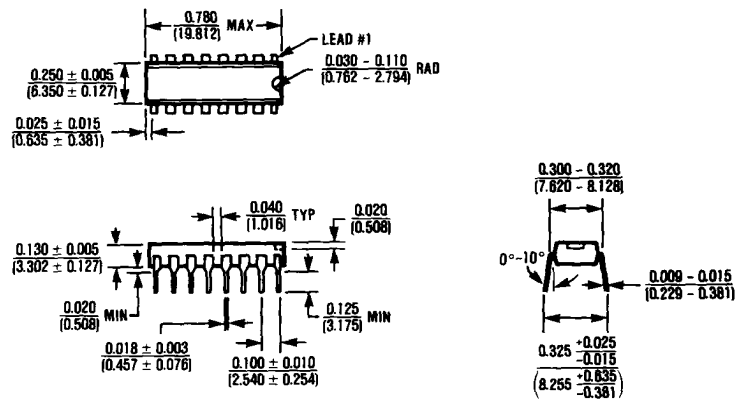 0.780
(19.812)
MAX
LEAD #1
0.030 – 0.110
(0.762 – 2.794)
RAD
0.250 ± 0.005
(6.350 ± 0.127)
0.025 ± 0.015
(0.635 ± 0.381)
0.040
(1.016)
TYP
0.020
(0.508)
0.130 ± 0.005
(3.302 ± 0.127)
0.020
(0.508)
MIN
0.125
(3.175)
MIN
0.018 ± 0.003
(0.457 ± 0.076)
0.100 ± 0.010
(2.540 ± 0.254)
0.300 – 0.320
(7.620 – 8.128)
0°–10°
0.009 – 0.015
(0.229 – 0.381)
0.325 +0.025
–0.015
(8.255 +0.635
–0.381)